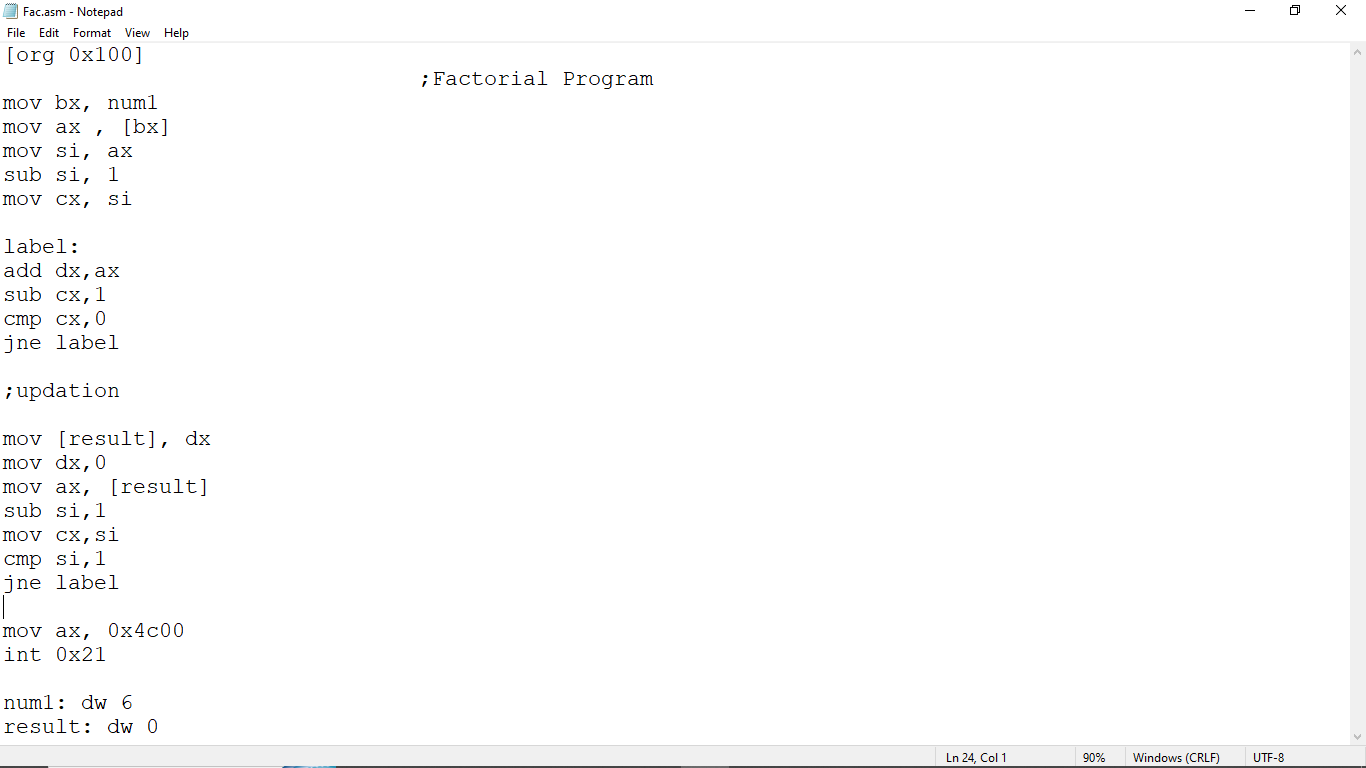 Fac.asm - Notepad
File Edit Format View Help
[org 0x100]
;Factorial Program
mov bx, num1
mov ax , [bx]
mov si, ax
sub si, 1
mov cx, si
label:
add dx,ax
sub cx,1
cmp cx,0
jne label
;updation
mov [result], dx
mov dx,0
mov ax, [result]
sub si,1
mov cx,si
cmp si,1
jne label
mov ax, 0x4c00
int 0x21
num1: dw 6
result: dw 0
Ln 24, Col 1 90% Windows (CRLF) UTF-8